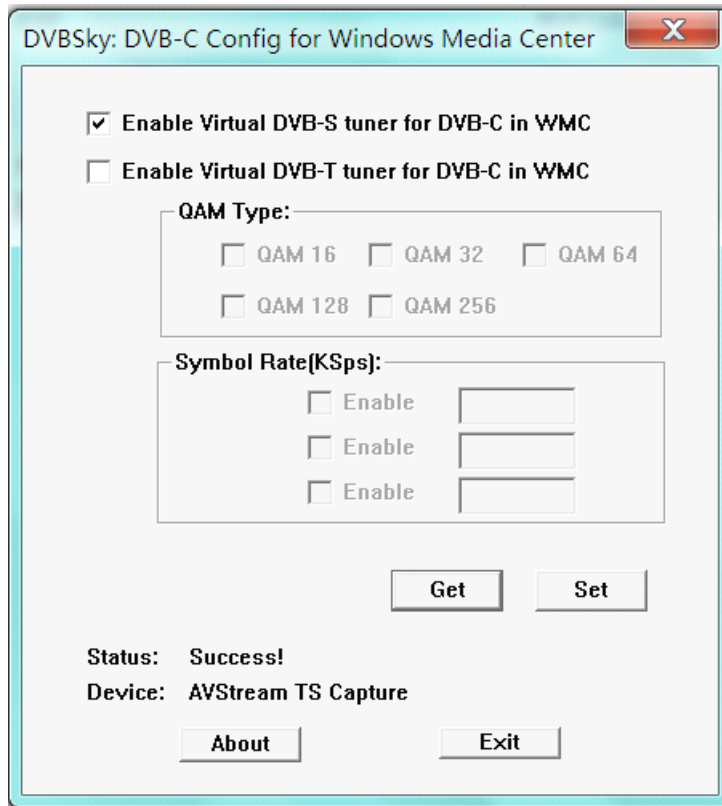 DVBSky: DVB-C Config for Windows Media Center
Enable Virtual DVB-S tuner for DVB-C in WMC
Enable Virtual DVB-T tuner for DVB-C in WMC
QAM Type:
QAM 16 QAM 32 QAM 64
QAM 128 QAM 256
Symbol Rate(KSps):
Enable
Enable
Enable
Get Set
Status: Success!
Device: AVStream TS Capture
About Exit